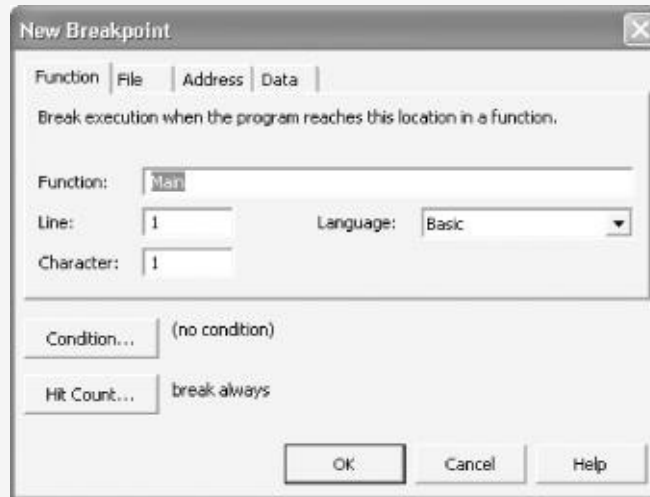 New Breakpoint
Function File Address Data
Break execution when the program reaches this location in a function.
Function: Main
Line: 1 Language: Basic
Character: 1
Condition... (no condition)
Hit Count... break always
OK Cancel Help